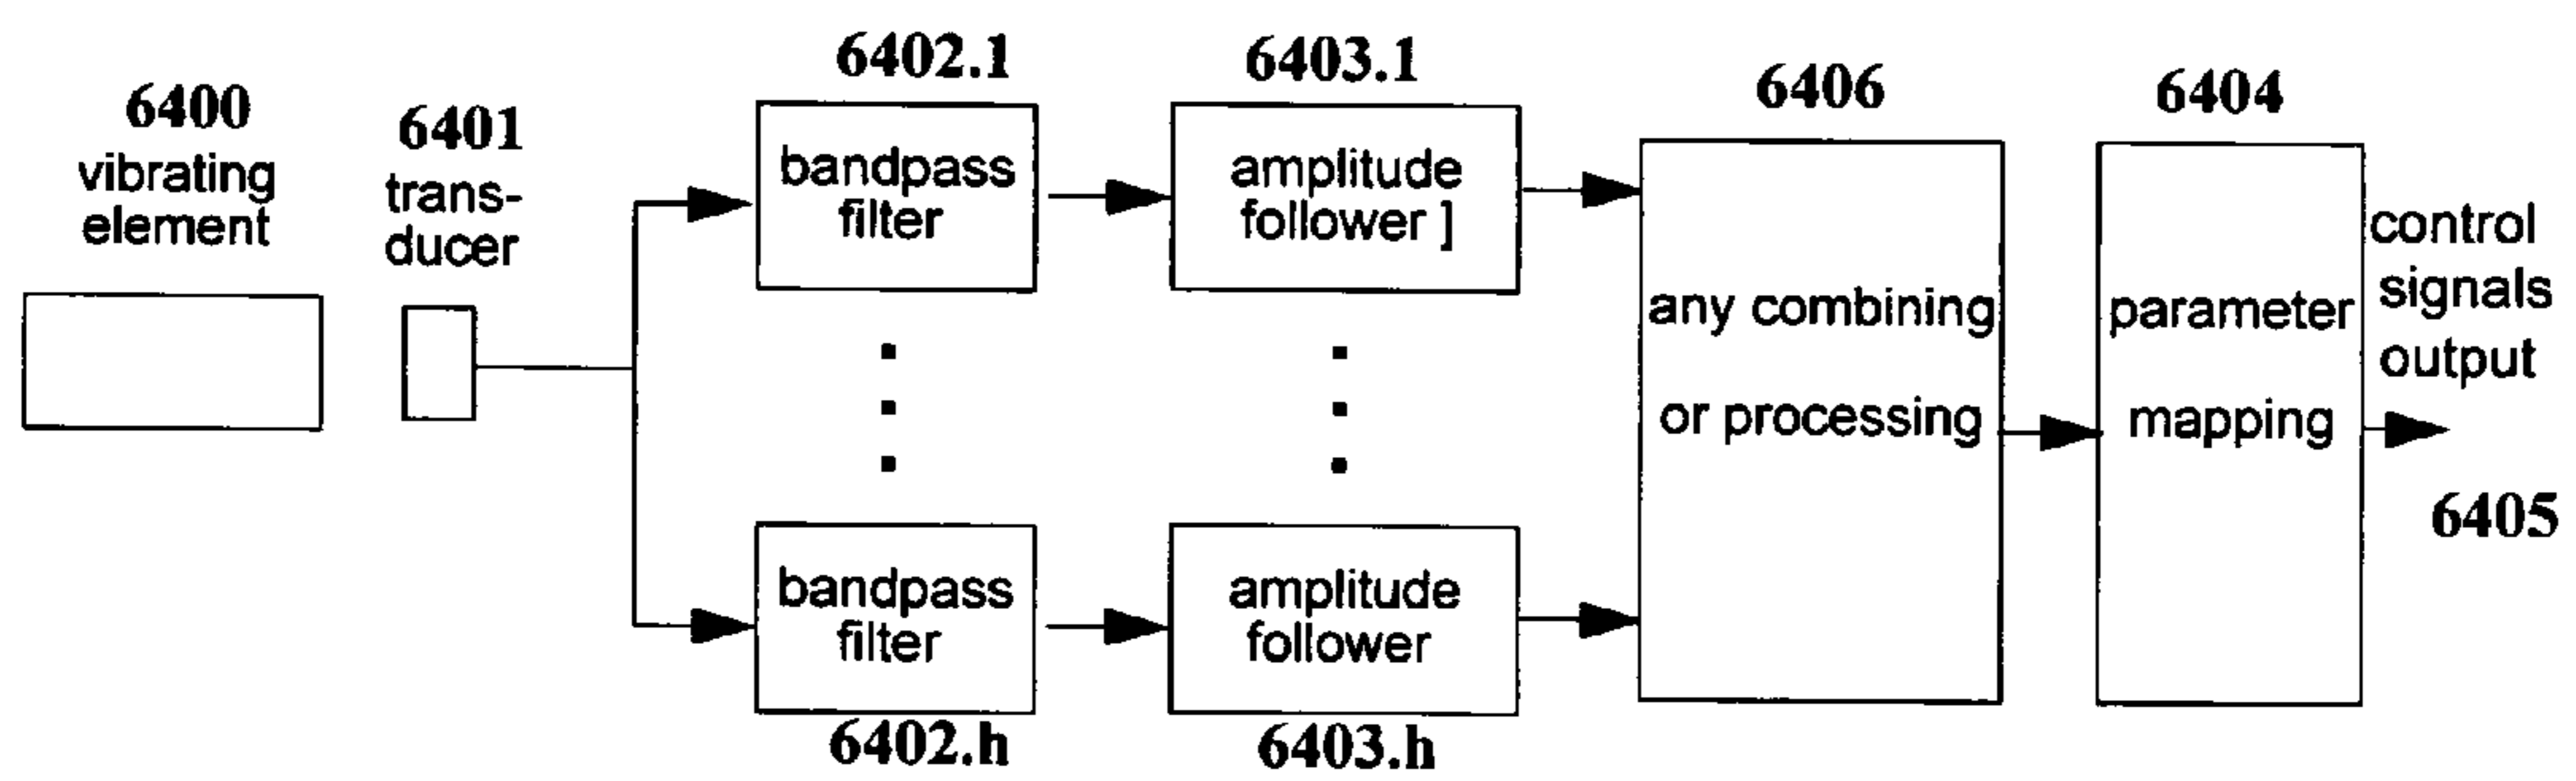 6400
vibrating
element
6401
trans-
ducer
6402.1
bandpass
filter
6403.1
amplitude
follower ]
6402.h
bandpass
filter
6403.h
amplitude
follower
6406
any combining
or processing
6404
parameter
mapping
control
signals
output
6405